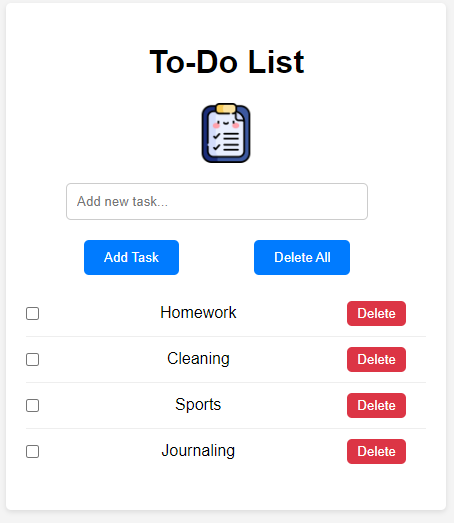 To-Do List
Add new task...
Add Task Delete All
Homework Delete
Cleaning Delete
Sports Delete
Journaling Delete